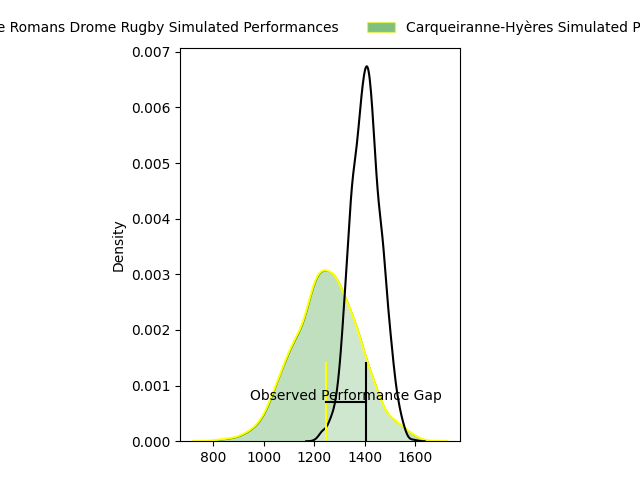 e Romans Drome Rugby Simulated Performances
Carqueiranne-Hyères Simulated P
0.007
0.006
0.005
0.004
0.003
0.002
0.001
0.000
Density
Observed Performance Gap
800 1000 1200 1400 1600